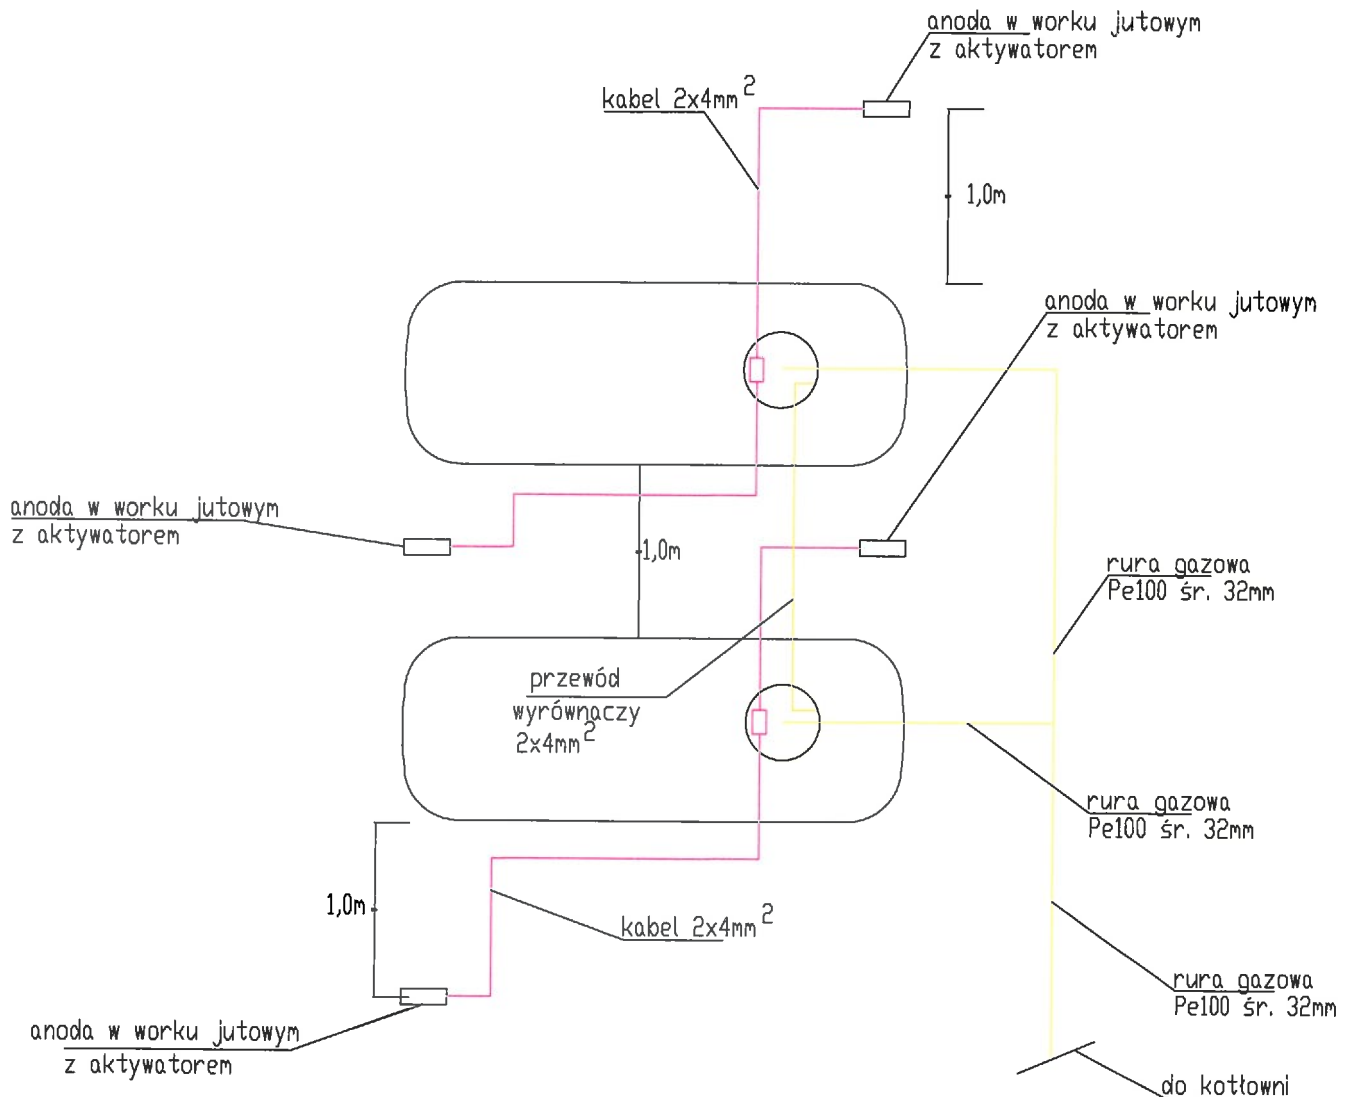 anoda w worku jutowym
z aktywatorem
kabel 2x4mm²
1,0m
anoda w worku jutowym
z aktywatorem
anoda w worku jutowym
z aktywatorem
1,0m
rura gazowa
Pe100 śr. 32mm
przewód
wyrównaczy
2x4mm²
rura gazowa
Pe100 śr. 32mm
1,0m
kabel 2x4mm²
rura gazowa
Pe100 śr. 32mm
anoda w worku jutowym
z aktywatorem
do kotłowni